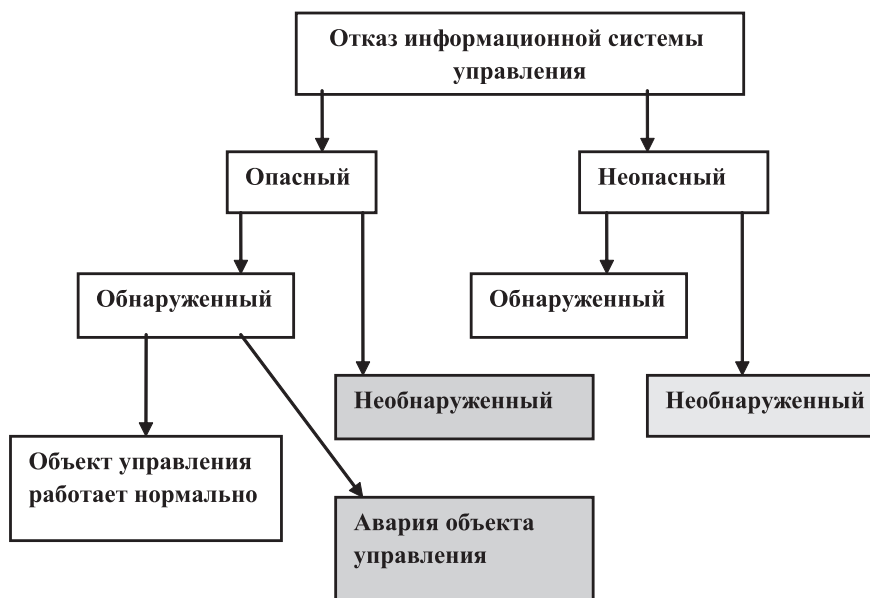 Отказ информационной системы
управления
Опасный
Неопасный
Обнаруженный
Обнаруженный
Необнаруженный
Необнаруженный
Объект управления
работает нормально
Авария объекта
управления